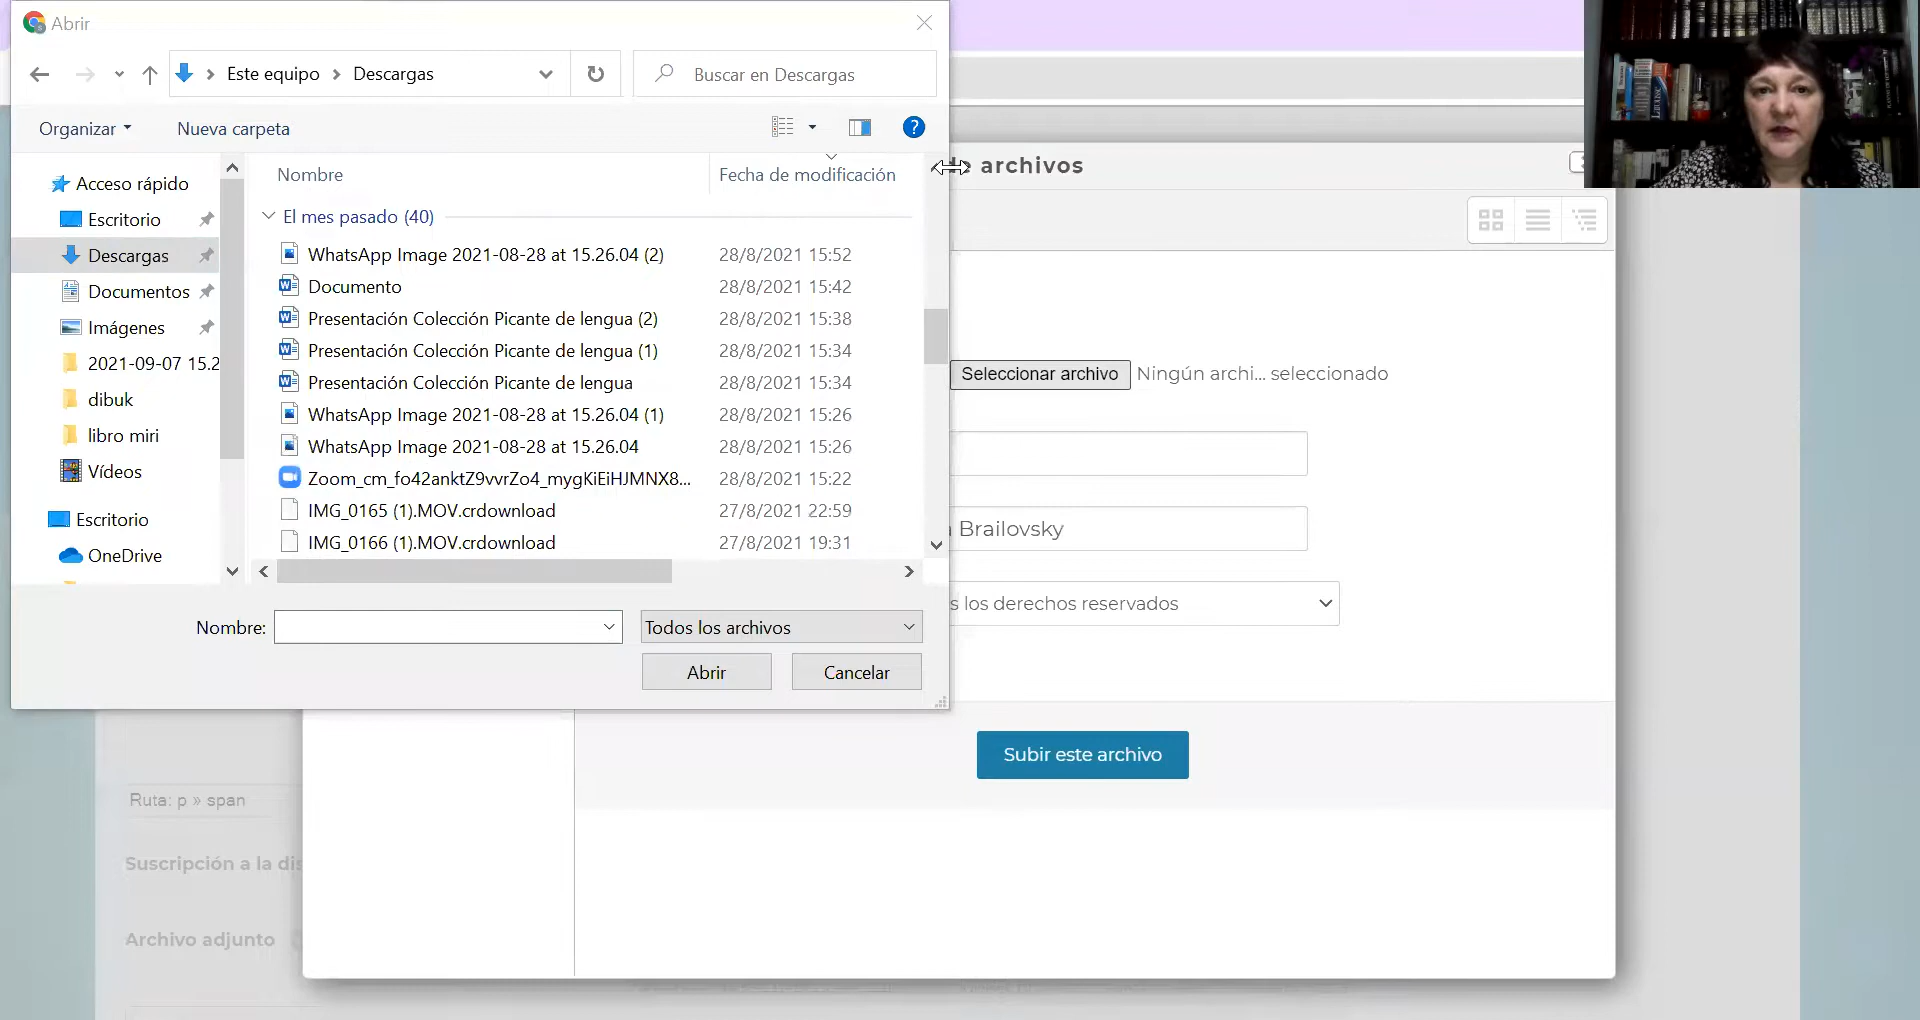 Abrir
Este equipo > Descargas
Buscar en Descargas
Organizar
Nueva carpeta
Nombre
Fecha de modificación
Acceso rápido
Escritorio
Descargas
Documentos
Imágenes
2021-09-07 15.2
dibuk
libro miri
Vídeos
Escritorio
OneDrive
El mes pasado (40)
WhatsApp Image 2021-08-28 at 15.26.04 (2) 28/8/2021 15:52
Documento 28/8/2021 15:42
Presentación Colección Picante de lengua (2) 28/8/2021 15:38
Presentación Colección Picante de lengua (1) 28/8/2021 15:34
Presentación Colección Picante de lengua 28/8/2021 15:34
WhatsApp Image 2021-08-28 at 15.26.04 (1) 28/8/2021 15:26
WhatsApp Image 2021-08-28 at 15.26.04 28/8/2021 15:26
Zoom_cm_fo42anktZ9vvrZo4_mygKiEiHJMNX8... 28/8/2021 15:22
IMG_0165 (1).MOV.crdownload 27/8/2021 22:59
IMG_0166 (1).MOV.crdownload 27/8/2021 19:31
Nombre:
Todos los archivos
Abrir
Cancelar
archivos
Seleccionar archivo
Ningún archi... seleccionado
Brailovsky
s los derechos reservados
Subir este archivo
Ruta: p » span
Suscripción a la dis
Archivo adjunto